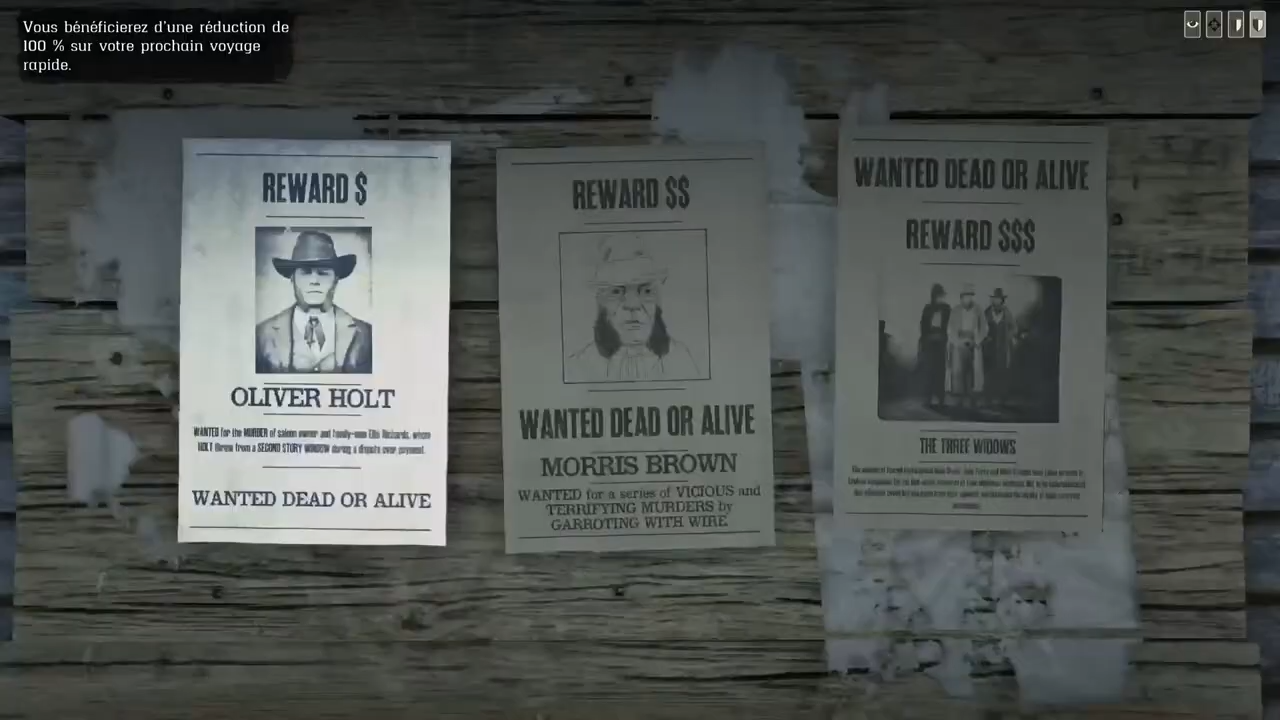 Vous bénéficierez d'une réduction de
100 % sur votre prochain voyage
rapide.
REWARD $
OLIVER HOLT
WANTED for the MURDER of saloon owner and family-man Ellis Richards, whom
HOLT threw from a SECOND STORY WINDOW during a dispute over payment.
WANTED DEAD OR ALIVE
REWARD $$
WANTED DEAD OR ALIVE
MORRIS BROWN
WANTED for a series of VICIOUS and
TERRIFYING MURDERS by
GARROTING WITH WIRE
WANTED DEAD OR ALIVE
REWARD $$$
THE THREE WIDOWS